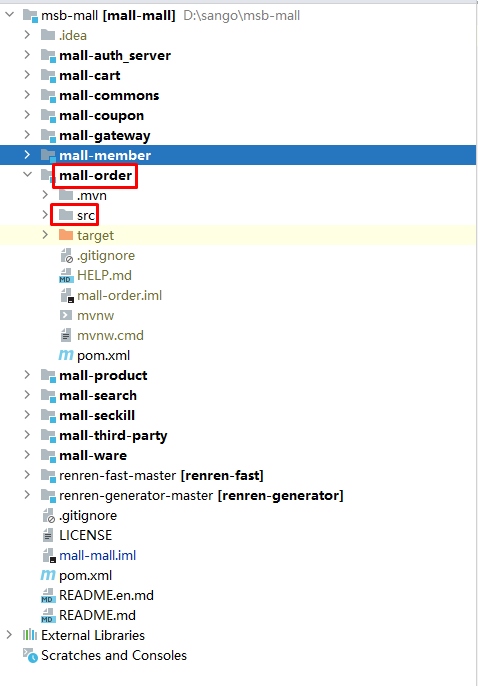 msb-mall [mall-mall] D:\sango\msb-mall
.idea
mall-auth_server
mall-cart
mall-commons
mall-coupon
mall-gateway
mall-member
mall-order
.mvn
src
target
.gitignore
HELP.md
mall-order.iml
mvnw
mvnw.cmd
pom.xml
mall-product
mall-search
mall-seckill
mall-third-party
mall-ware
renren-fast-master [renren-fast]
renren-generator-master [renren-generator]
.gitignore
LICENSE
mall-mall.iml
pom.xml
README.en.md
README.md
External Libraries
Scratches and Consoles